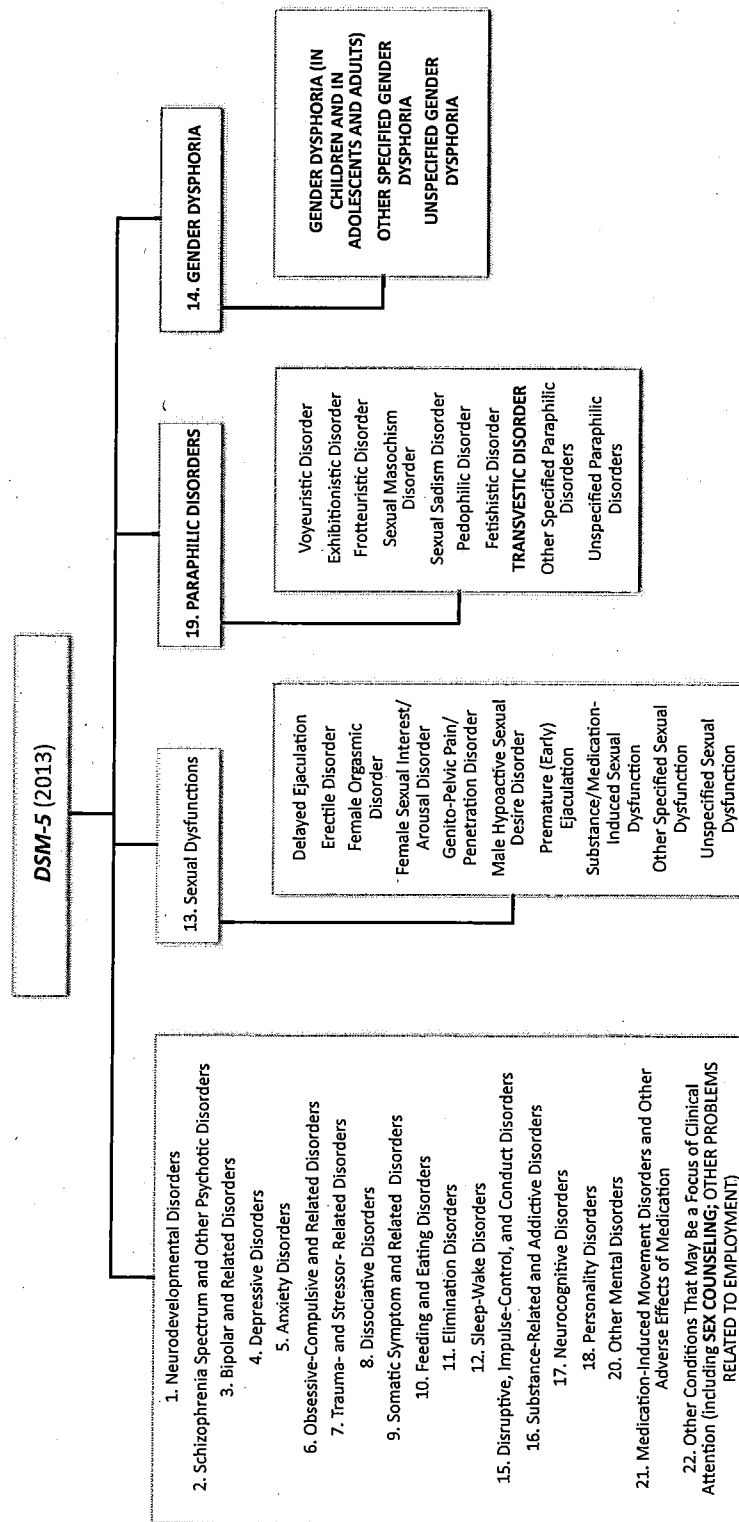 DSM-5 (2013)
1. Neurodevelopmental Disorders
2. Schizophrenia Spectrum and Other Psychotic Disorders
3. Bipolar and Related Disorders
4. Depressive Disorders
5. Anxiety Disorders
6. Obsessive-Compulsive and Related Disorders
7. Trauma- and Stressor- Related Disorders
8. Dissociative Disorders
9. Somatic Symptom and Related Disorders
10. Feeding and Eating Disorders
11. Elimination Disorders
12. Sleep-Wake Disorders
15. Disruptive, Impulse-Control, and Conduct Disorders
16. Substance-Related and Addictive Disorders
17. Neurocognitive Disorders
18. Personality Disorders
20. Other Mental Disorders
21. Medication-Induced Movement Disorders and Other
Adverse Effects of Medication
22. Other Conditions That May Be a Focus of Clinical
Attention (including SEX COUNSELING; OTHER PROBLEMS
RELATED TO EMPLOYMENT)
13. Sexual Dysfunctions
Delayed Ejaculation
Erectile Disorder
Female Orgasmic
Disorder
Female Sexual Interest/
Arousal Disorder
Genito-Pelvic Pain/
Penetration Disorder
Male Hypoactive Sexual
Desire Disorder
Premature (Early)
Ejaculation
Substance/Medication-
Induced Sexual
Dysfunction
Other Specified Sexual
Dysfunction
Unspecified Sexual
Dysfunction
19. PARAPHILIC DISORDERS
Voyeuristic Disorder
Exhibitionistic Disorder
Frotteuristic Disorder
Sexual Masochism
Disorder
Sexual Sadism Disorder
Pedophilic Disorder
Fetishistic Disorder
TRANSVESTIC DISORDER
Other Specified Paraphilic
Disorders
Unspecified Paraphilic
Disorders
14. GENDER DYSPHORIA
GENDER DYSPHORIA (IN
CHILDREN AND IN
ADOLESCENTS AND ADULTS)
OTHER SPECIFIED GENDER
DYSPHORIA
UNSPECIFIED GENDER
DYSPHORIA